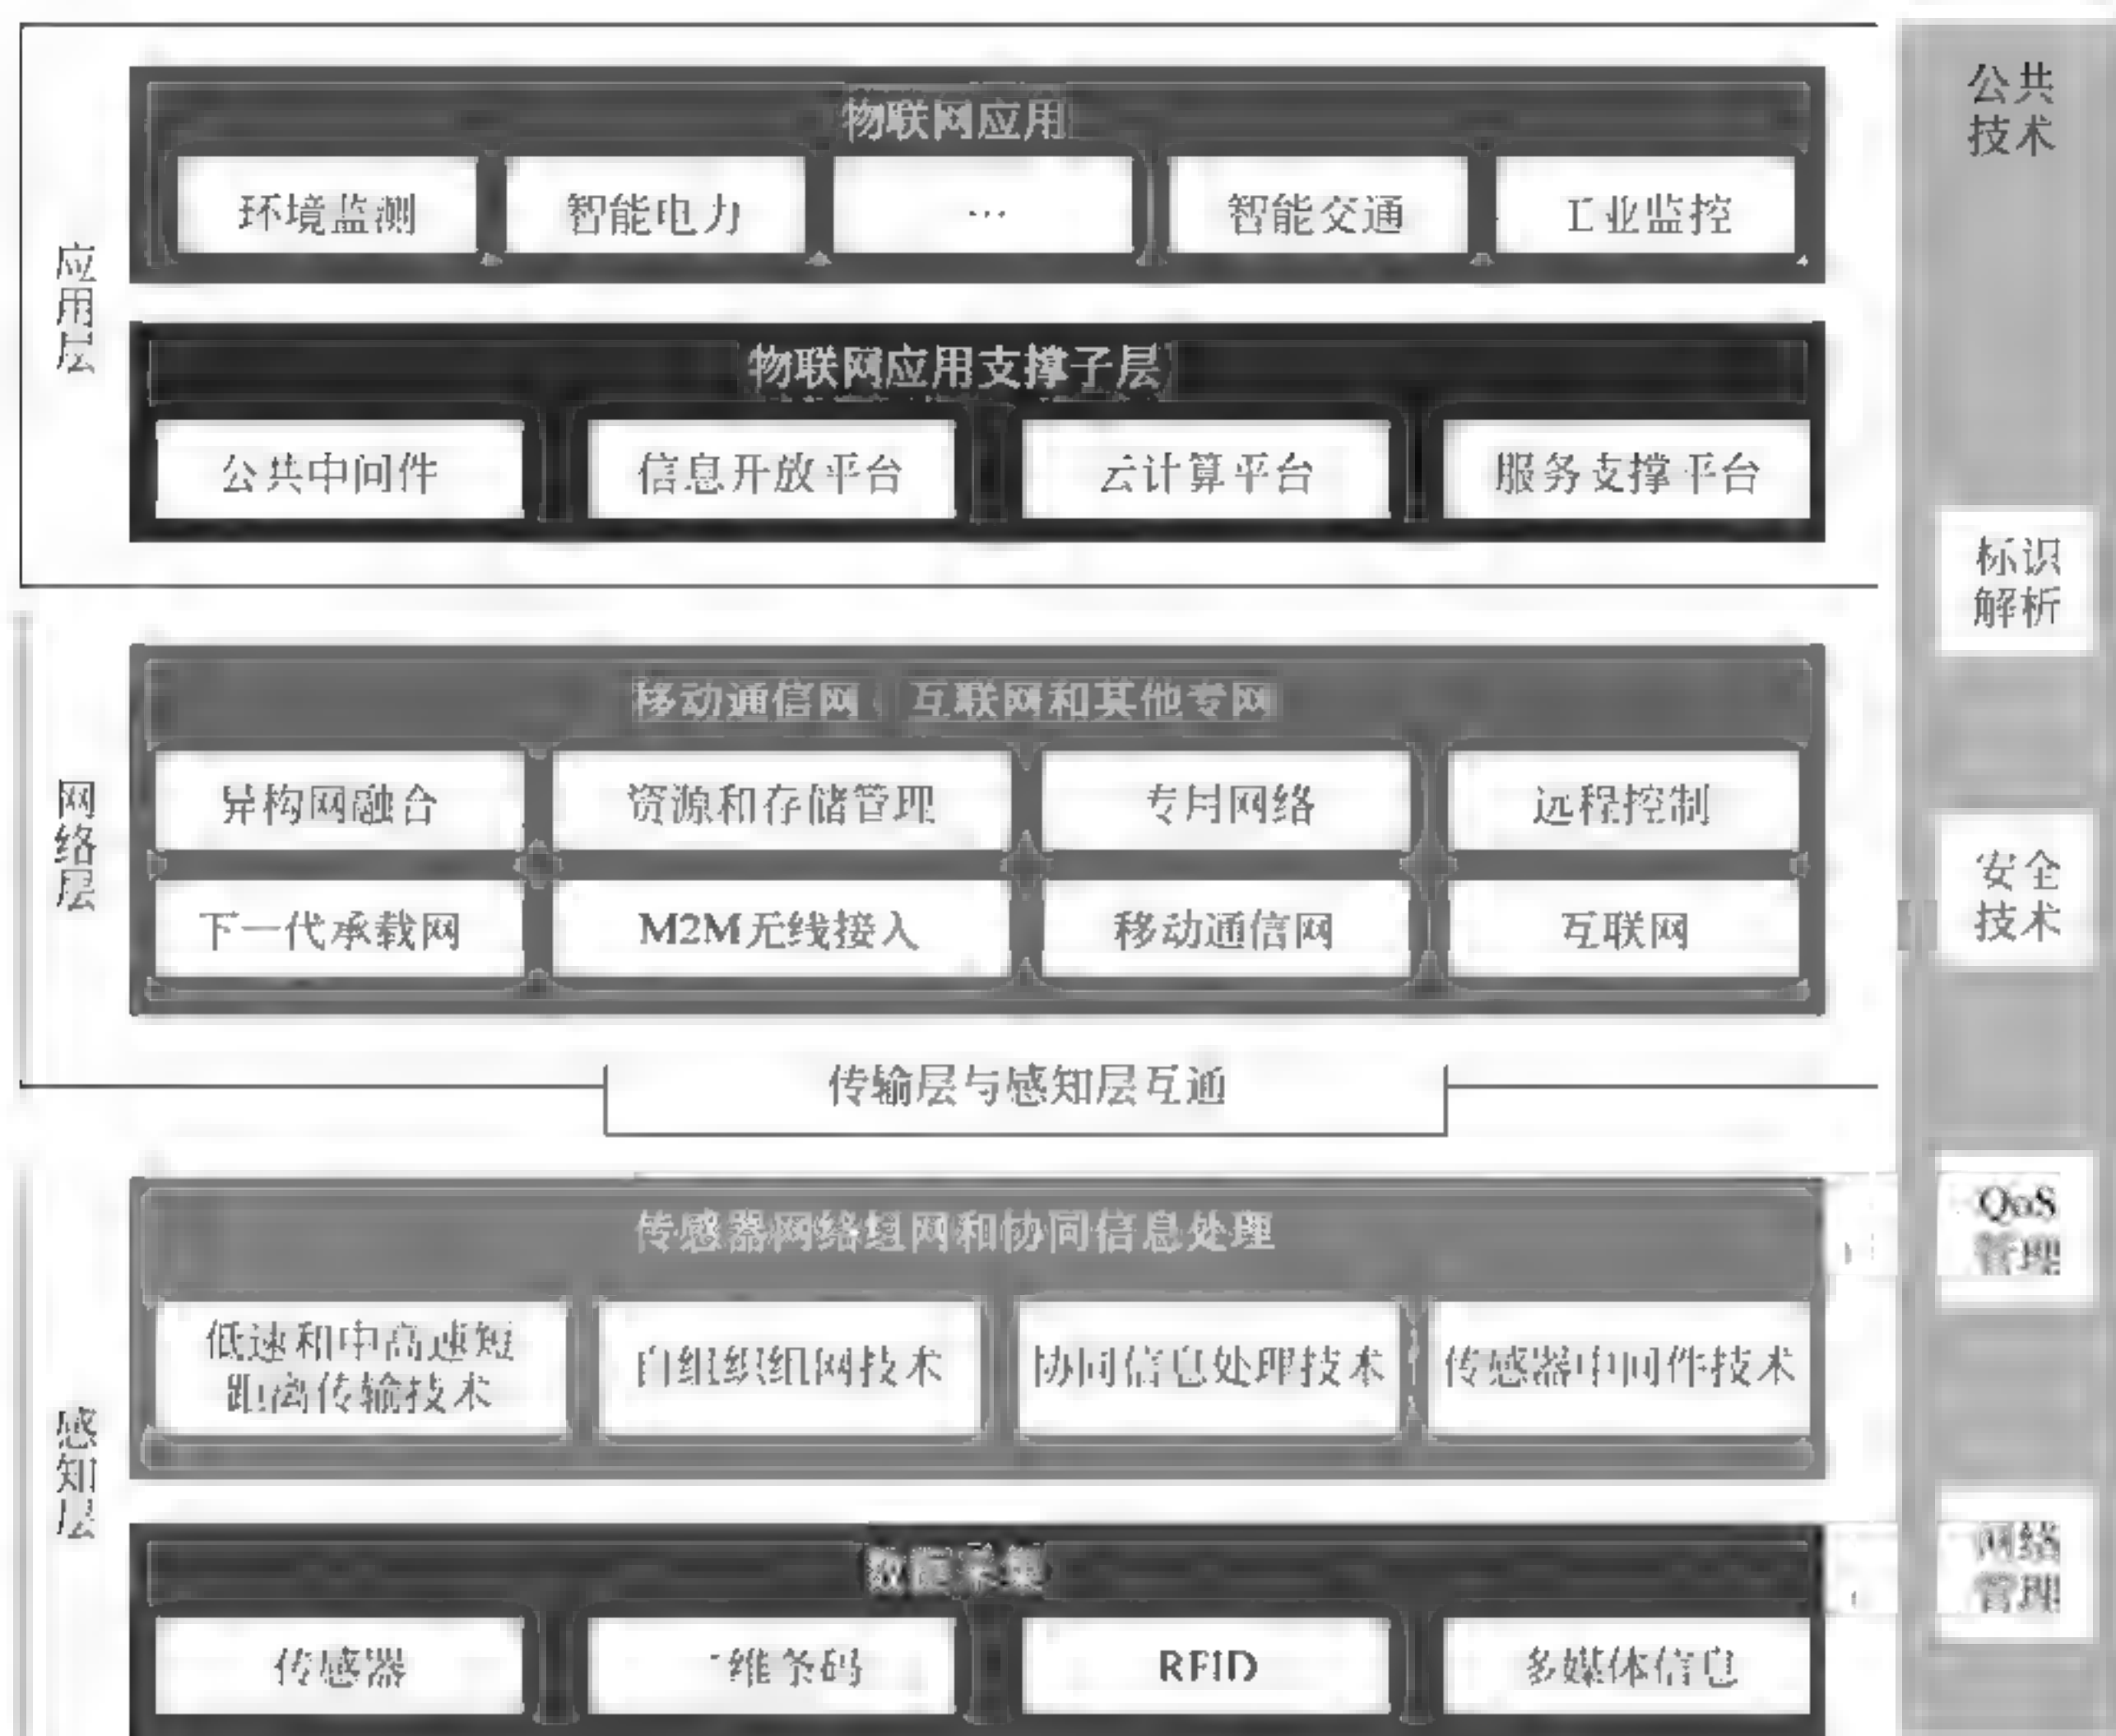 物联网应用
环境监测
智能电力
…
智能交通
工业监控
应用层
物联网应用支撑子层
公共中间件
信息开放平台
云计算平台
服务支撑平台
移动通信网、互联网和其他专网
异构网融合
资源和存储管理
专用网络
远程控制
网络层
下一代承载网
M2M无线接入
移动通信网
互联网
传输层与感知层互通
传感器网络组网和协同信息处理
低速和中高速短
距离传输技术
自组织组网技术
协同信息处理技术
传感器中间件技术
感知层
数据采集
传感器
二维条码
RFID
多媒体信息
公共
技术
标识
解析
安全
技术
QoS
管理
网络
管理